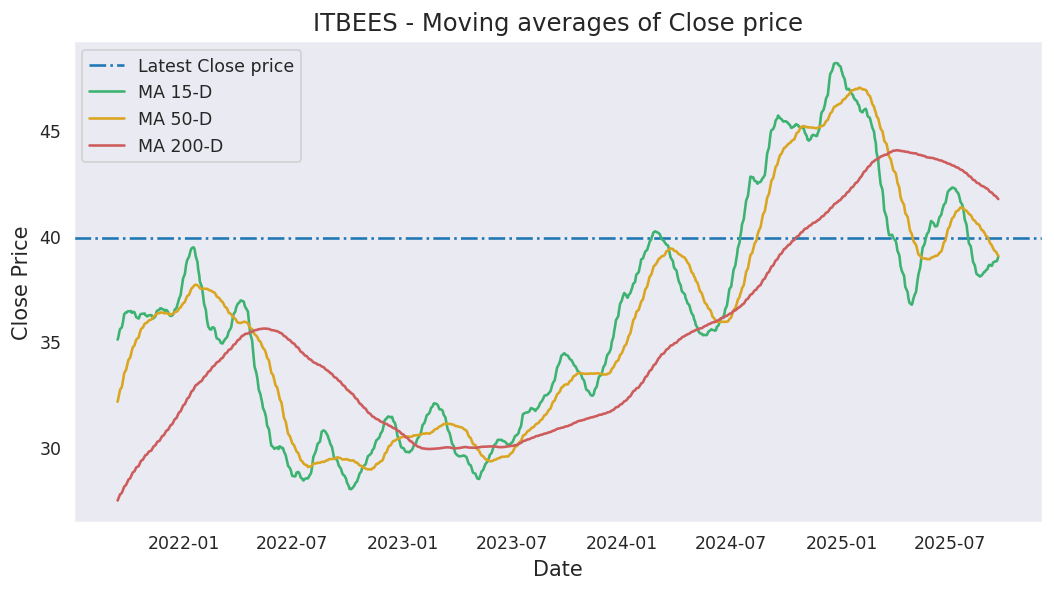 ITBEES - Moving averages of Close price
Latest Close price
MA 15-D
MA 50-D
MA 200-D
45
40
35
30
Close Price
2022-01 2022-07 2023-01 2023-07 2024-01 2024-07 2025-01 2025-07
Date